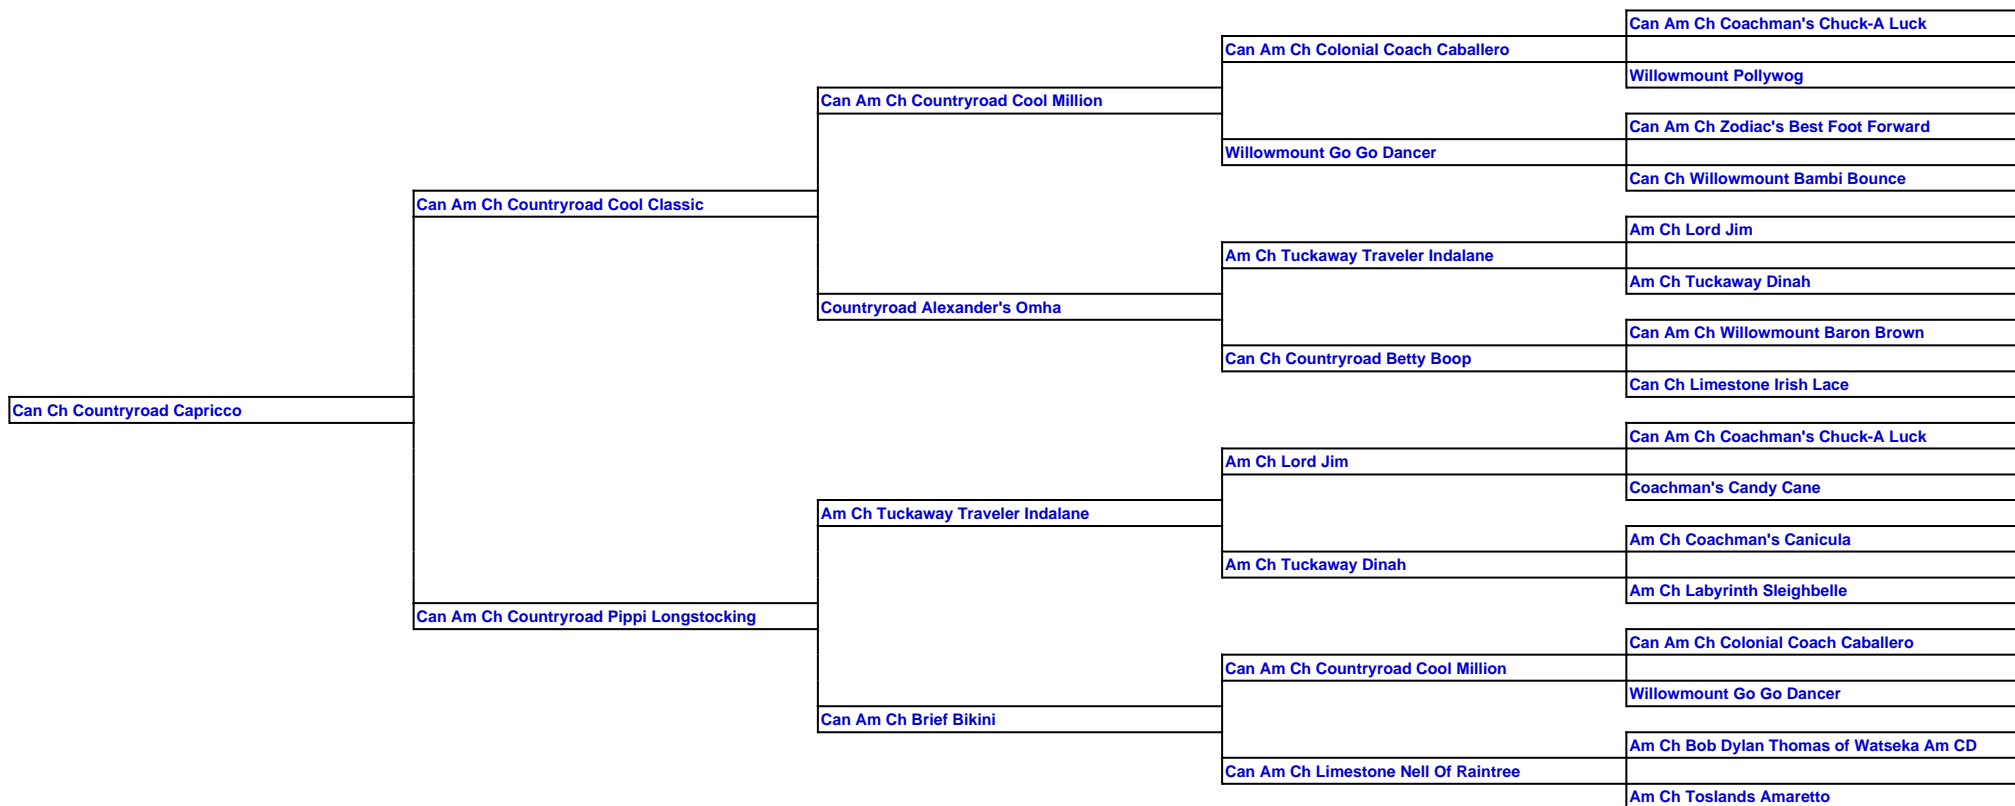 Can Am Ch Coachman's Chuck-A Luck
Can Am Ch Colonial Coach Caballero
Willowmount Pollywog
Can Am Ch Countryroad Cool Million
Can Am Ch Zodiac's Best Foot Forward
Willowmount Go Go Dancer
Can Ch Willowmount Bambi Bounce
Can Am Ch Countryroad Cool Classic
Am Ch Lord Jim
Am Ch Tuckaway Traveler Indalane
Am Ch Tuckaway Dinah
Countryroad Alexander's Omha
Can Am Ch Willowmount Baron Brown
Can Ch Countryroad Betty Boop
Can Ch Limestone Irish Lace
Can Ch Countryroad Capricco
Can Am Ch Coachman's Chuck-A Luck
Am Ch Lord Jim
Coachman's Candy Cane
Am Ch Tuckaway Traveler Indalane
Am Ch Coachman's Canicula
Am Ch Tuckaway Dinah
Am Ch Labyrinth Sleighbelle
Can Am Ch Countryroad Pippi Longstocking
Can Am Ch Colonial Coach Caballero
Can Am Ch Countryroad Cool Million
Willowmount Go Go Dancer
Can Am Ch Brief Bikini
Am Ch Bob Dylan Thomas of Watseka Am CD
Can Am Ch Limestone Nell Of Raintree
Am Ch Toslands Amaretto